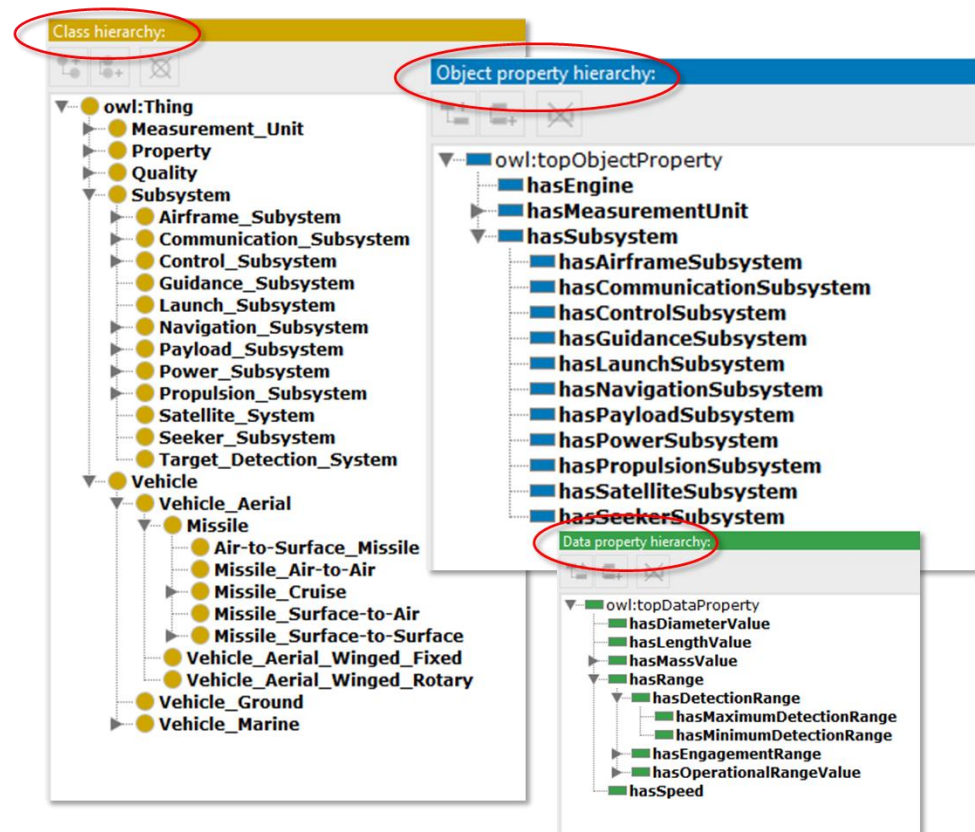 Class hierarchy:
owl:Thing
Measurement_Unit
Property
Quality
Subsystem
Airframe_Subystem
Communication_Subsystem
Control_Subsystem
Guidance_Subsystem
Launch_Subsystem
Navigation_Subsystem
Payload_Subsystem
Power_Subsystem
Propulsion_Subsystem
Satellite_System
Seeker_Subsystem
Target_Detection_System
Vehicle
Vehicle_Aerial
Missile
Air-to-Surface_Missile
Missile_Air-to-Air
Missile_Cruise
Missile_Surface-to-Air
Missile_Surface-to-Surface
Vehicle_Aerial_Winged_Fixed
Vehicle_Aerial_Winged_Rotary
Vehicle_Ground
Vehicle_Marine
Object property hierarchy:
owl:topObjectProperty
hasEngine
hasMeasurementUnit
hasSubsystem
hasAirframeSubsystem
hasCommunicationSubsystem
hasControlSubsystem
hasGuidanceSubsystem
hasLaunchSubsystem
hasNavigationSubsystem
hasPayloadSubsystem
hasPowerSubsystem
hasPropulsionSubsystem
hasSatelliteSubsystem
hasSeekerSubsystem
Data property hierarchy:
owl:topDataProperty
hasDiameterValue
hasLengthValue
hasMassValue
hasRange
hasDetectionRange
hasMaximumDetectionRange
hasMinimumDetectionRange
hasEngagementRange
hasOperationalRangeValue
hasSpeed